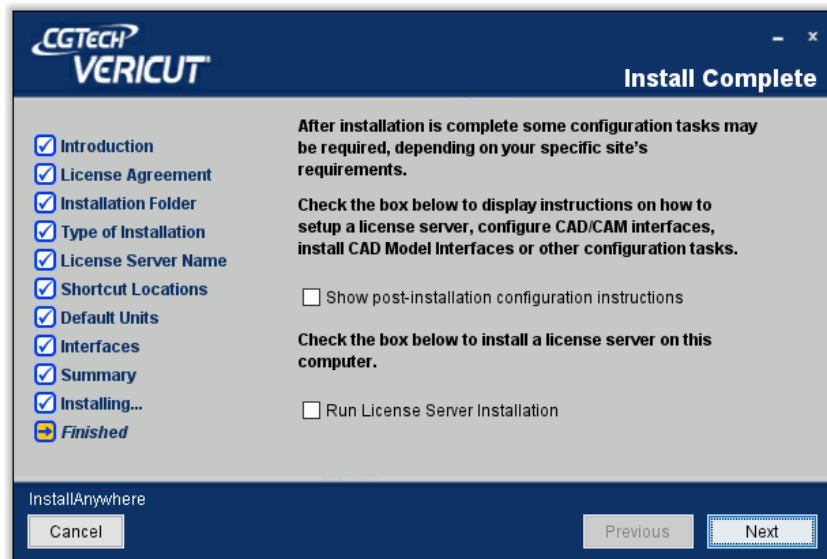 CGTECH
VERICUT
Install Complete
Introduction
License Agreement
Installation Folder
Type of Installation
License Server Name
Shortcut Locations
Default Units
Interfaces
Summary
Installing...
Finished
After installation is complete some configuration tasks may
be required, depending on your specific site's
requirements.
Check the box below to display instructions on how to
setup a license server, configure CAD/CAM interfaces,
install CAD Model Interfaces or other configuration tasks.
Show post-installation configuration instructions
Check the box below to install a license server on this
computer.
Run License Server Installation
InstallAnywhere
Cancel
Previous
Next